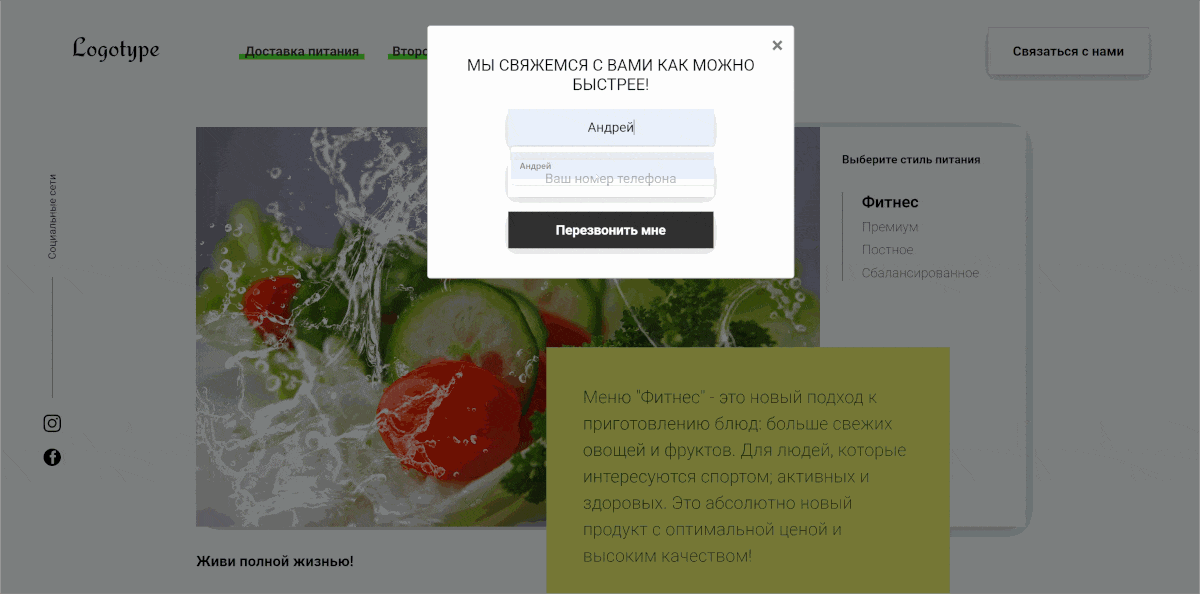 Logotype
Доставка питания
Второ
Связаться с нами
×
МЫ СВЯЖЕМСЯ С ВАМИ КАК МОЖНО
БЫСТРЕЕ!
Андрей
Андрей
Ваш номер телефона
Перезвонить мне
Социальные сети
Выберите стиль питания
Фитнес
Премиум
Постное
Сбалансированное
Меню "Фитнес" - это новый подход к
приготовлению блюд: больше свежих
овощей и фруктов. Для людей, которые
интересуются спортом; активных и
здоровых. Это абсолютно новый
продукт с оптимальной ценой и
высоким качеством!
Живи полной жизнью!